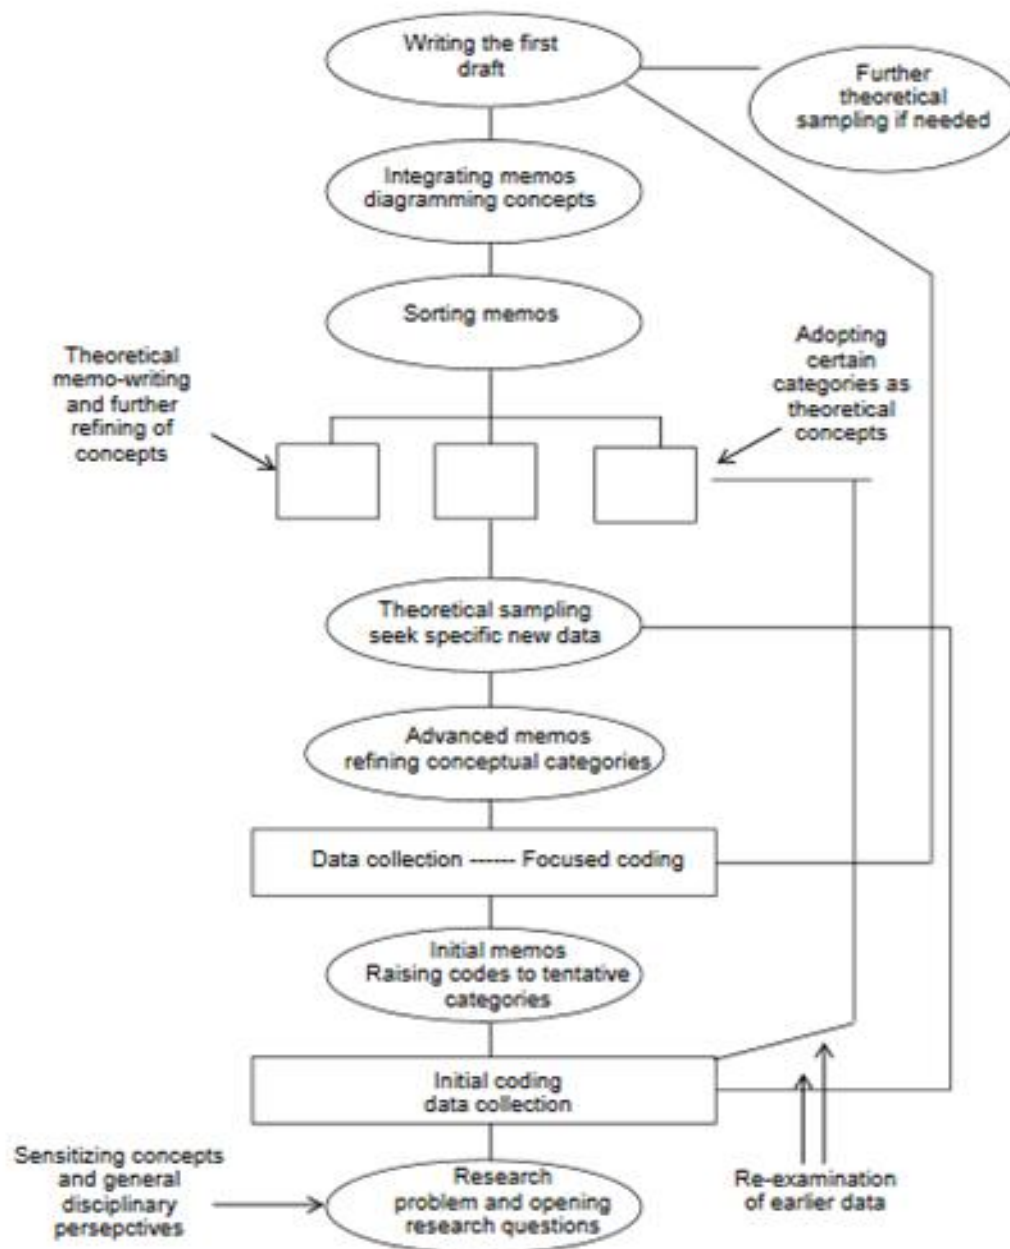 Writing the first
draft
Further
theoretical
sampling if needed
Integrating memos
diagramming concepts
Sorting memos
Theoretical
memo-writing
and further
refining of
concepts
Adopting
certain
categories as
theoretical
concepts
Theoretical sampling
seek specific new data
Advanced memos
refining conceptual categories
Data collection ------ Focused coding
Initial memos
Raising codes to tentative
categories
Initial coding
data collection
Sensitizing concepts
and general
disciplinary
persepctives
Research
problem and opening
research questions
Re-examination
of earlier data